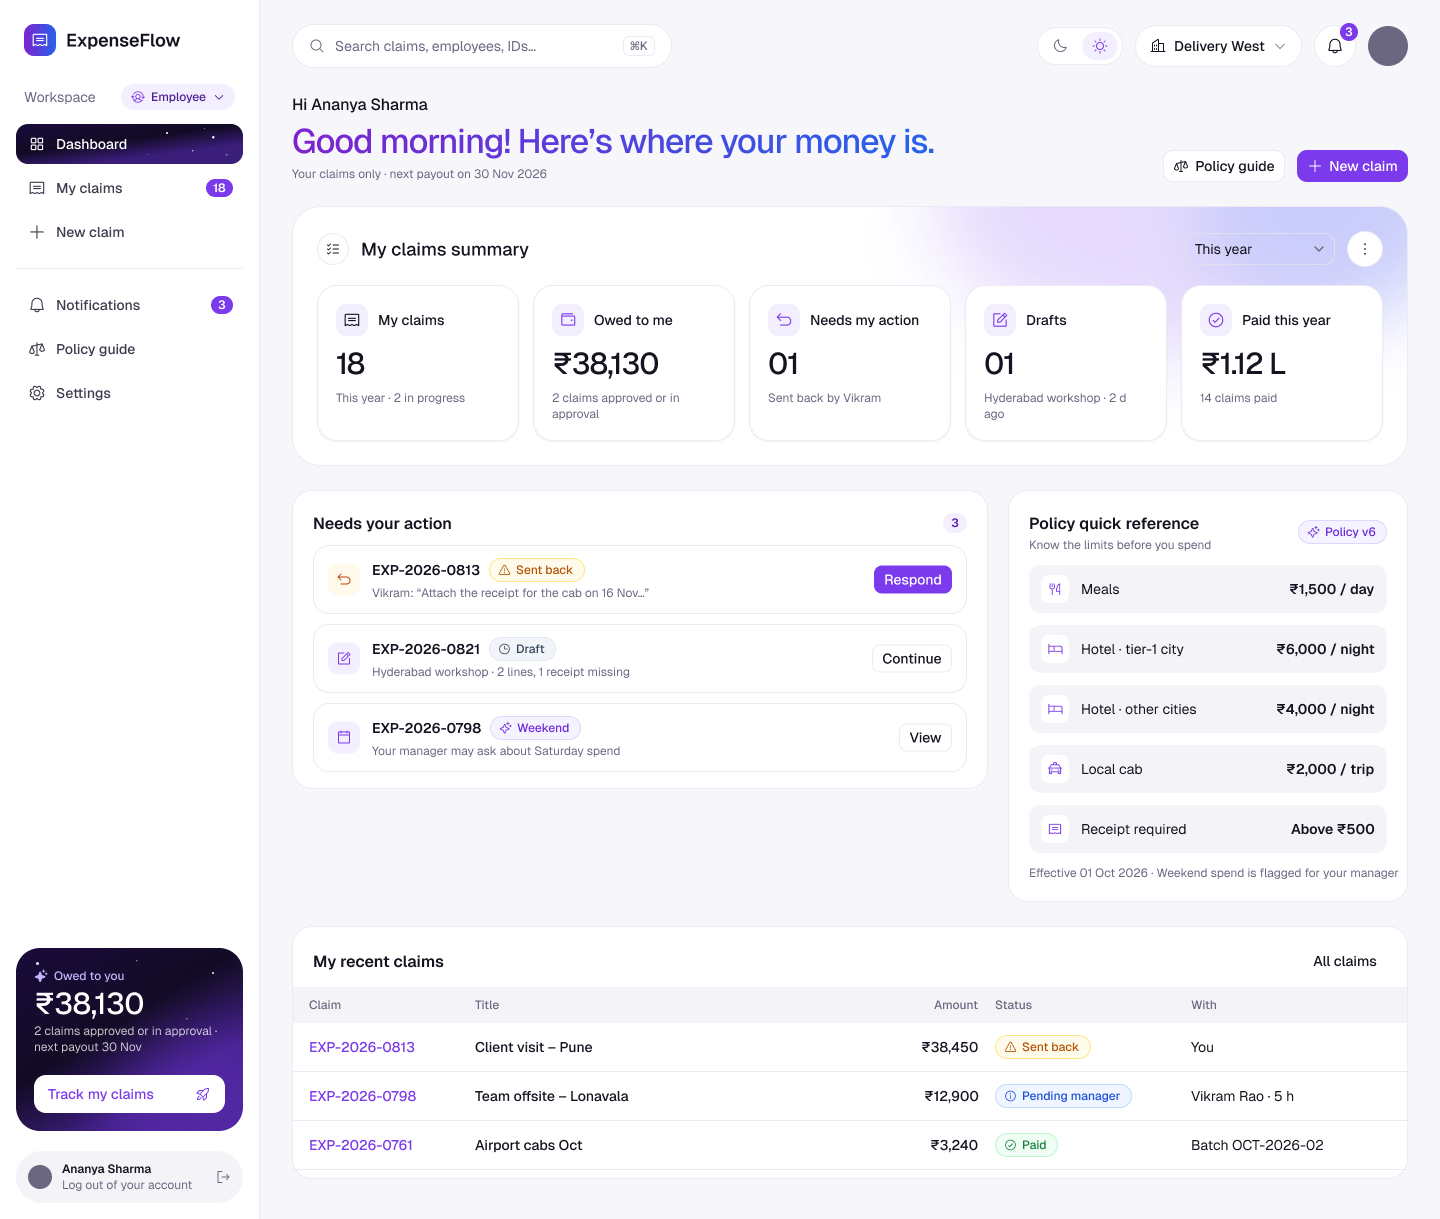 ExpenseFlow
Workspace
Employee
Dashboard
My claims
18
New claim
Notifications
3
Policy guide
Settings
Owed to you
₹38,130
2 claims approved or in approval ·
next payout 30 Nov
Track my claims
Ananya Sharma
Log out of your account
Search claims, employees, IDs...
⌘K
Delivery West
3
Hi Ananya Sharma
Good morning! Here’s where your money is.
Your claims only · next payout on 30 Nov 2026
Policy guide
New claim
My claims summary
This year
My claims
18
This year · 2 in progress
Owed to me
₹38,130
2 claims approved or in
approval
Needs my action
01
Sent back by Vikram
Drafts
01
Hyderabad workshop · 2 d
ago
Paid this year
₹1.12 L
14 claims paid
Needs your action
3
EXP-2026-0813
Sent back
Vikram: “Attach the receipt for the cab on 16 Nov…”
Respond
EXP-2026-0821
Draft
Hyderabad workshop · 2 lines, 1 receipt missing
Continue
EXP-2026-0798
Weekend
Your manager may ask about Saturday spend
View
Policy quick reference
Know the limits before you spend
Policy v6
Meals
₹1,500 / day
Hotel · tier-1 city
₹6,000 / night
Hotel · other cities
₹4,000 / night
Local cab
₹2,000 / trip
Receipt required
Above ₹500
Effective 01 Oct 2026 · Weekend spend is flagged for your manager
My recent claims
All claims
Claim Title Amount Status With
EXP-2026-0813 Client visit – Pune ₹38,450 Sent back You
EXP-2026-0798 Team offsite – Lonavala ₹12,900 Pending manager Vikram Rao · 5 h
EXP-2026-0761 Airport cabs Oct ₹3,240 Paid Batch OCT-2026-02